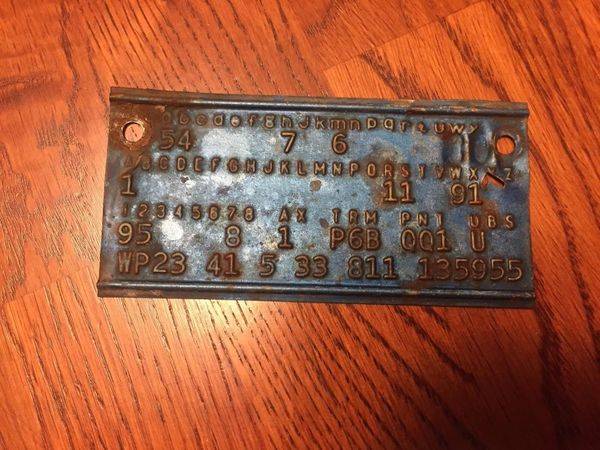 a b c d e f g h j k m n p q r t u w y
54 7 6
A B C D E F G H J K L M N P Q R S T V W X Z
1 11 91
1 2 3 4 5 6 7 8 AX TRM PNT UBS
95 8 1 P6B QQ1 U
WP23 41 5 33 811 135955